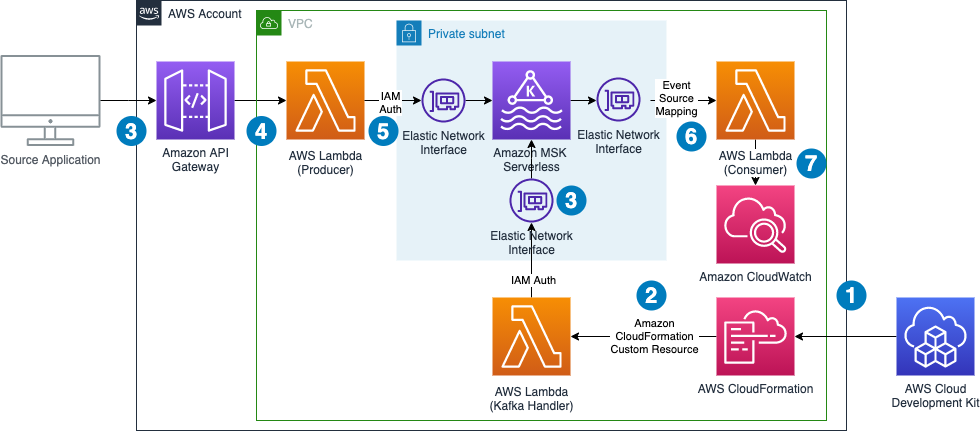 aws
AWS Account
VPC
Private subnet
Source Application
3
Amazon API
Gateway
4
AWS Lambda
(Producer)
IAM
Auth
5
Elastic Network
Interface
K
Amazon MSK
Serverless
Elastic Network
Interface
Event
Source
Mapping
6
AWS Lambda
(Consumer)
7
3
Elastic Network
Interface
Amazon CloudWatch
IAM Auth
2
1
Amazon
CloudFormation
Custom Resource
AWS Lambda
(Kafka Handler)
AWS CloudFormation
AWS Cloud
Development Kit